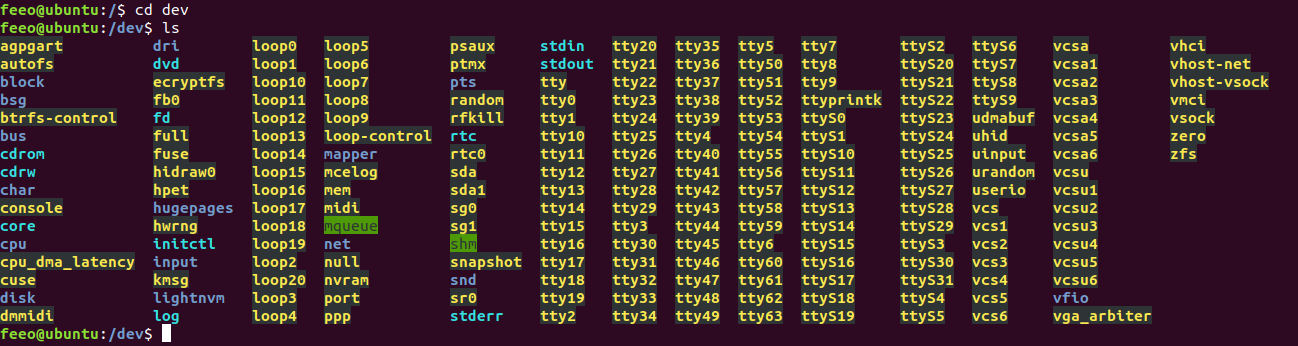 feeo@ubuntu:/$ cd dev
feeo@ubuntu:/dev$ ls
agpgart dri loop0 loop5 psaux stdin tty20 tty35 tty5 tty7 ttyS2 ttyS6 vcsa vhci
autofs dvd loop1 loop6 ptmx stdout tty21 tty36 tty50 tty8 ttyS20 ttyS7 vcsa1 vhost-net
block ecryptfs loop10 loop7 pts tty tty22 tty37 tty51 tty9 ttyS21 ttyS8 vcsa2 vhost-vsock
bsg fb0 loop11 loop8 random tty0 tty23 tty38 tty52 ttyprintk ttyS22 ttyS9 vcsa3 vmci
btrfs-control fd loop12 loop9 rfkill tty1 tty24 tty39 tty53 ttyS0 ttyS23 udmabuf vcsa4 vsock
bus full loop13 loop-control rtc tty10 tty25 tty4 tty54 ttyS1 ttyS24 uhid vcsa5 zero
cdrom fuse loop14 mapper rtc0 tty11 tty26 tty40 tty55 ttyS10 ttyS25 uinput vcsa6 zfs
cdrw hidraw0 loop15 mcelog sda tty12 tty27 tty41 tty56 ttyS11 ttyS26 urandom vcsu
char hpet loop16 mem sda1 tty13 tty28 tty42 tty57 ttyS12 ttyS27 userio vcsu1
console hugepages loop17 midi sg0 tty14 tty29 tty43 tty58 ttyS13 ttyS28 vcs vcsu2
core hwrng loop18 mqueue sg1 tty15 tty3 tty44 tty59 ttyS14 ttyS29 vcs1 vcsu3
cpu initctl loop19 net shm tty16 tty30 tty45 tty6 ttyS15 ttyS3 vcs2 vcsu4
cpu_dma_latency input loop2 null snapshot tty17 tty31 tty46 tty60 ttyS16 ttyS30 vcs3 vcsu5
cuse kmsg loop20 nvram snd tty18 tty32 tty47 tty61 ttyS17 ttyS31 vcs4 vcsu6
disk lightnvm loop3 port sr0 tty19 tty33 tty48 tty62 ttyS18 ttyS4 vcs5 vfio
dmmidi log loop4 ppp stderr tty2 tty34 tty49 tty63 ttyS19 ttyS5 vcs6 vga_arbiter
feeo@ubuntu:/dev$